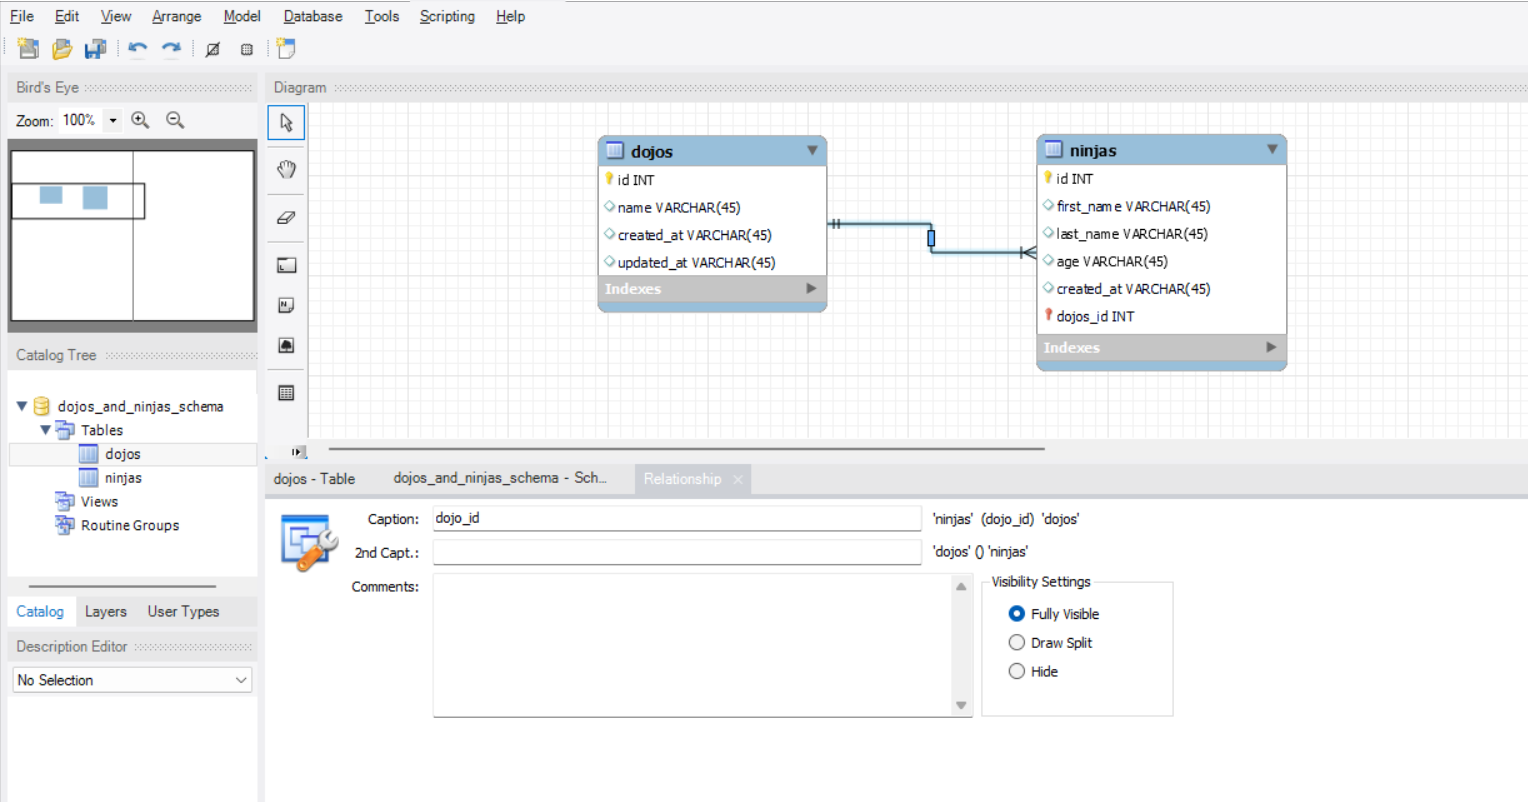 File Edit View Arrange Model Database Tools Scripting Help
Bird's Eye
Zoom: 100%
Catalog Tree
dojos_and_ninjas_schema
Tables
dojos
ninjas
Views
Routine Groups
Catalog Layers User Types
Description Editor
No Selection
Diagram
dojos
id INT
name VARCHAR(45)
created_at VARCHAR(45)
updated_at VARCHAR(45)
Indexes
ninjas
id INT
first_name VARCHAR(45)
last_name VARCHAR(45)
age VARCHAR(45)
created_at VARCHAR(45)
dojos_id INT
Indexes
dojos - Table dojos_and_ninjas_schema - Sch... Relationship
Caption: dojo_id 'ninjas' (dojo_id) 'dojos'
2nd Capt.: 'dojos' () 'ninjas'
Comments:
Visibility Settings
Fully Visible
Draw Split
Hide